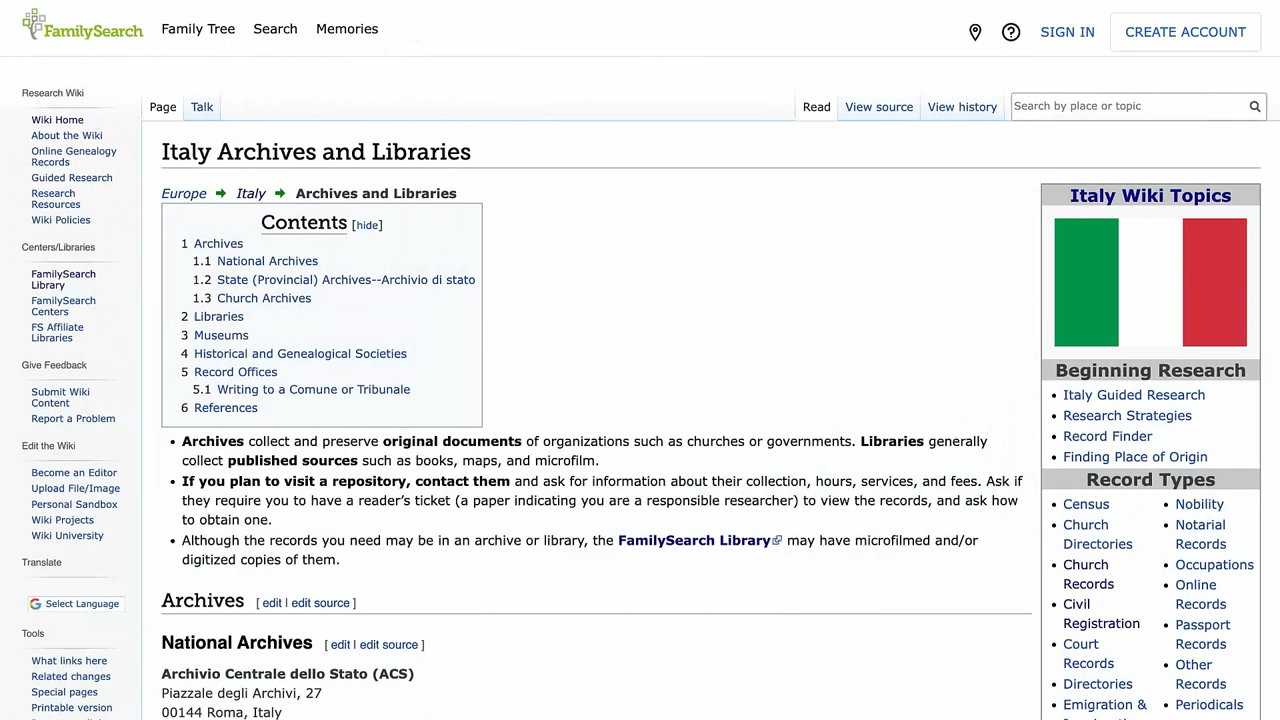 FamilySearch
Family Tree
Search
Memories
SIGN IN
CREATE ACCOUNT
Research Wiki
Wiki Home
About the Wiki
Online Genealogy
Records
Guided Research
Research
Resources
Wiki Policies
Centers/Libraries
FamilySearch
Library
FamilySearch
Centers
FS Affiliate
Libraries
Give Feedback
Submit Wiki
Content
Report a Problem
Edit the Wiki
Become an Editor
Upload File/Image
Personal Sandbox
Wiki Projects
Wiki University
Translate
Select Language
Tools
What links here
Related changes
Special pages
Printable version
Page
Talk
Read
View source
View history
Search by place or topic
Italy Archives and Libraries
Europe
Italy
Archives and Libraries
Contents [hide]
1 Archives
1.1 National Archives
1.2 State (Provincial) Archives--Archivio di stato
1.3 Church Archives
2 Libraries
3 Museums
4 Historical and Genealogical Societies
5 Record Offices
5.1 Writing to a Comune or Tribunale
6 References
• Archives collect and preserve original documents of organizations such as churches or governments. Libraries generally
collect published sources such as books, maps, and microfilm.
• If you plan to visit a repository, contact them and ask for information about their collection, hours, services, and fees. Ask if
they require you to have a reader's ticket (a paper indicating you are a responsible researcher) to view the records, and ask how
to obtain one.
• Although the records you need may be in an archive or library, the FamilySearch Library may have microfilmed and/or
digitized copies of them.
Archives [ edit | edit source ]
National Archives [ edit | edit source ]
Archivio Centrale dello Stato (ACS)
Piazzale degli Archivi, 27
00144 Roma, Italy
Italy Wiki Topics
Beginning Research
• Italy Guided Research
• Research Strategies
• Record Finder
• Finding Place of Origin
Record Types
• Census
• Church
Directories
• Church
Records
• Civil
Registration
• Court
Records
• Directories
• Emigration &
• Nobility
• Notarial
Records
• Occupations
• Online
Records
• Passport
Records
• Other
Records
• Periodicals